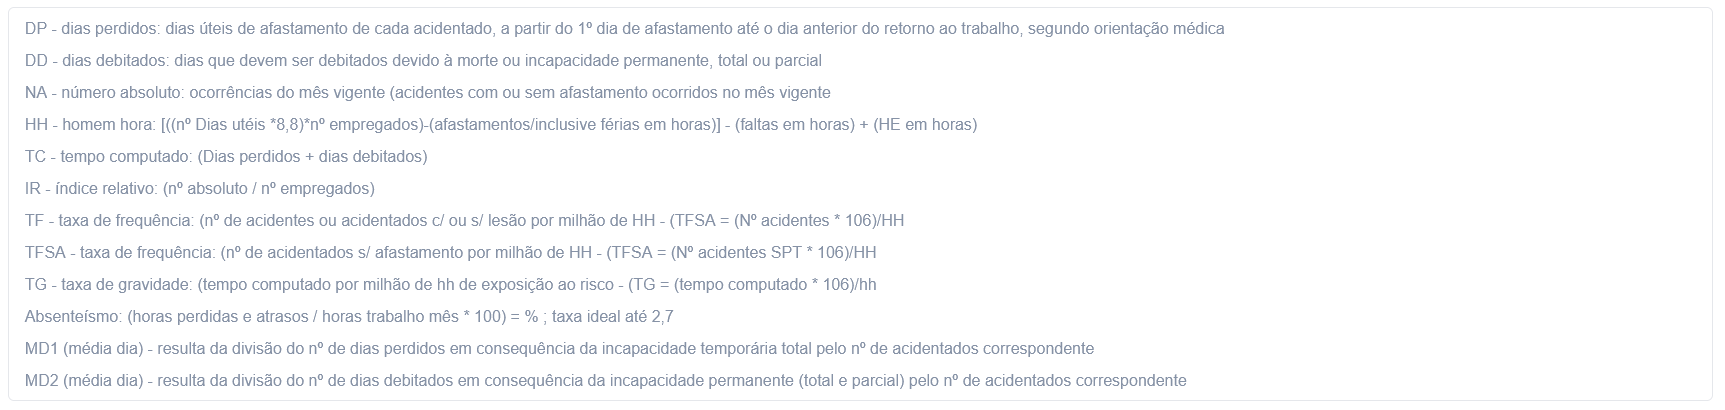 DP - dias perdidos: dias úteis de afastamento de cada acidentado, a partir do 1º dia de afastamento até o dia anterior do retorno ao trabalho, segundo orientação médica
DD - dias debitados: dias que devem ser debitados devido à morte ou incapacidade permanente, total ou parcial
NA - número absoluto: ocorrências do mês vigente (acidentes com ou sem afastamento ocorridos no mês vigente
HH - homem hora: [((nº Dias utéis *8,8)*nº empregados)-(afastamentos/inclusive férias em horas)] - (faltas em horas) + (HE em horas)
TC - tempo computado: (Dias perdidos + dias debitados)
IR - índice relativo: (nº absoluto / nº empregados)
TF - taxa de frequência: (nº de acidentes ou acidentados c/ ou s/ lesão por milhão de HH - (TFSA = (Nº acidentes * 106)/HH
TFSA - taxa de frequência: (nº de acidentados s/ afastamento por milhão de HH - (TFSA = (Nº acidentes SPT * 106)/HH
TG - taxa de gravidade: (tempo computado por milhão de hh de exposição ao risco - (TG = (tempo computado * 106)/hh
Absenteísmo: (horas perdidas e atrasos / horas trabalho mês * 100) = % ; taxa ideal até 2,7
MD1 (média dia) - resulta da divisão do nº de dias perdidos em consequência da incapacidade temporária total pelo nº de acidentados correspondente
MD2 (média dia) - resulta da divisão do nº de dias debitados em consequência da incapacidade permanente (total e parcial) pelo nº de acidentados correspondente